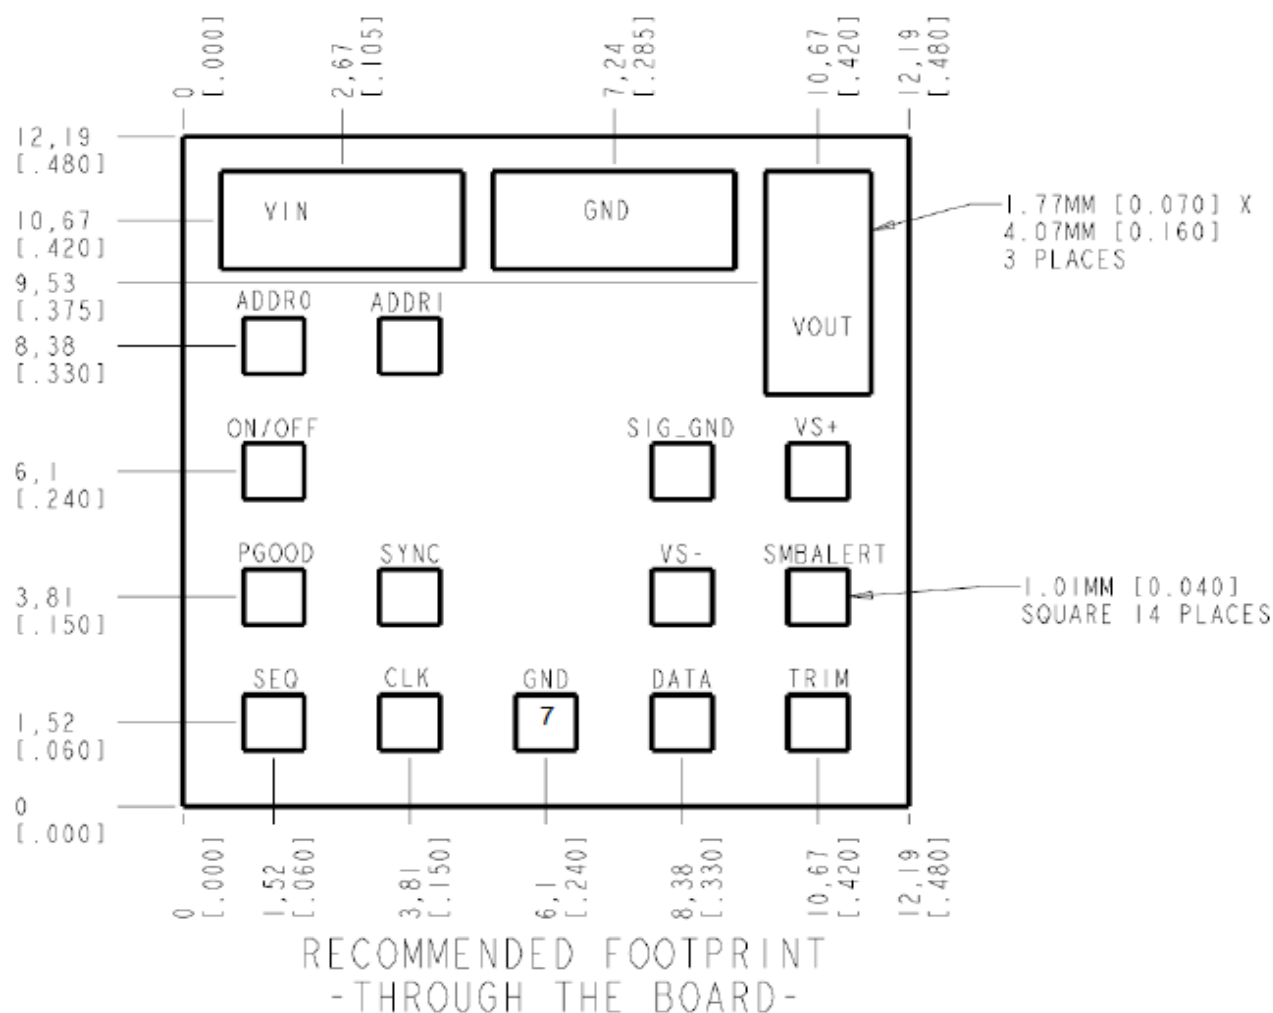 0
[.000]
2,67
[.105]
7,24
[.285]
10,67
[.420]
12,19
[.480]
12,19
[.480]
VIN
GND
1.77MM [0.070] X
4.07MM [0.160]
3 PLACES
10,67
[.420]
9,53
[.375]
ADDR0
ADDR1
VOUT
8,38
[.330]
ON/OFF
SIG_GND
VS+
6,1
[.240]
PGOOD
SYNC
VS-
SMBALERT
3,81
[.150]
1.01MM [0.040]
SQUARE 14 PLACES
SEQ
CLK
GND
DATA
TRIM
7
1,52
[.060]
0
[.000]
0
[.000]
1,52
[.060]
3,81
[.150]
6,1
[.240]
8,38
[.330]
10,67
[.420]
12,19
[.480]
RECOMMENDED FOOTPRINT
-THROUGH THE BOARD-